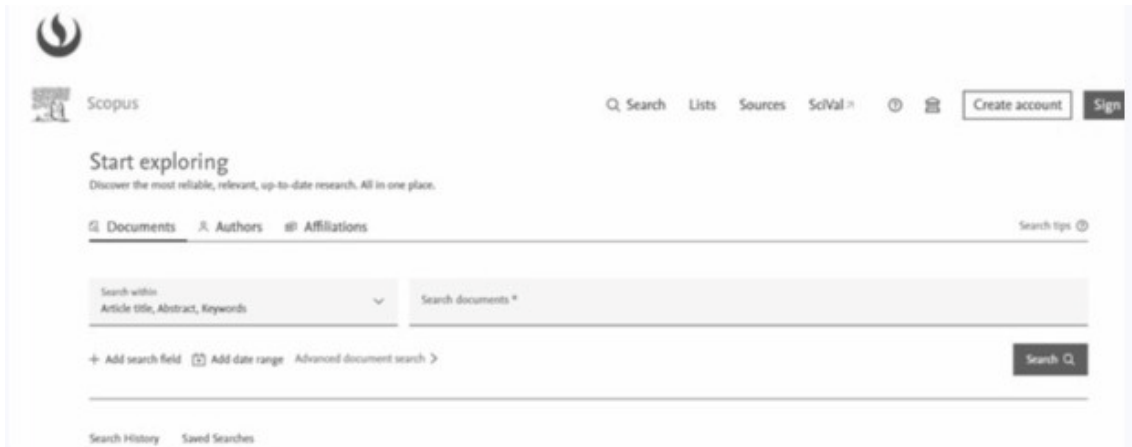 Scopus
Search Lists Sources SciVal Create account Sign
Start exploring
Discover the most reliable, relevant, up-to-date research. All in one place.
Documents Authors Affiliations Search tips
Search within
Article title, Abstract, Keywords
Search documents *
+ Add search field Add date range Advanced document search > Search
Search History Saved Searches